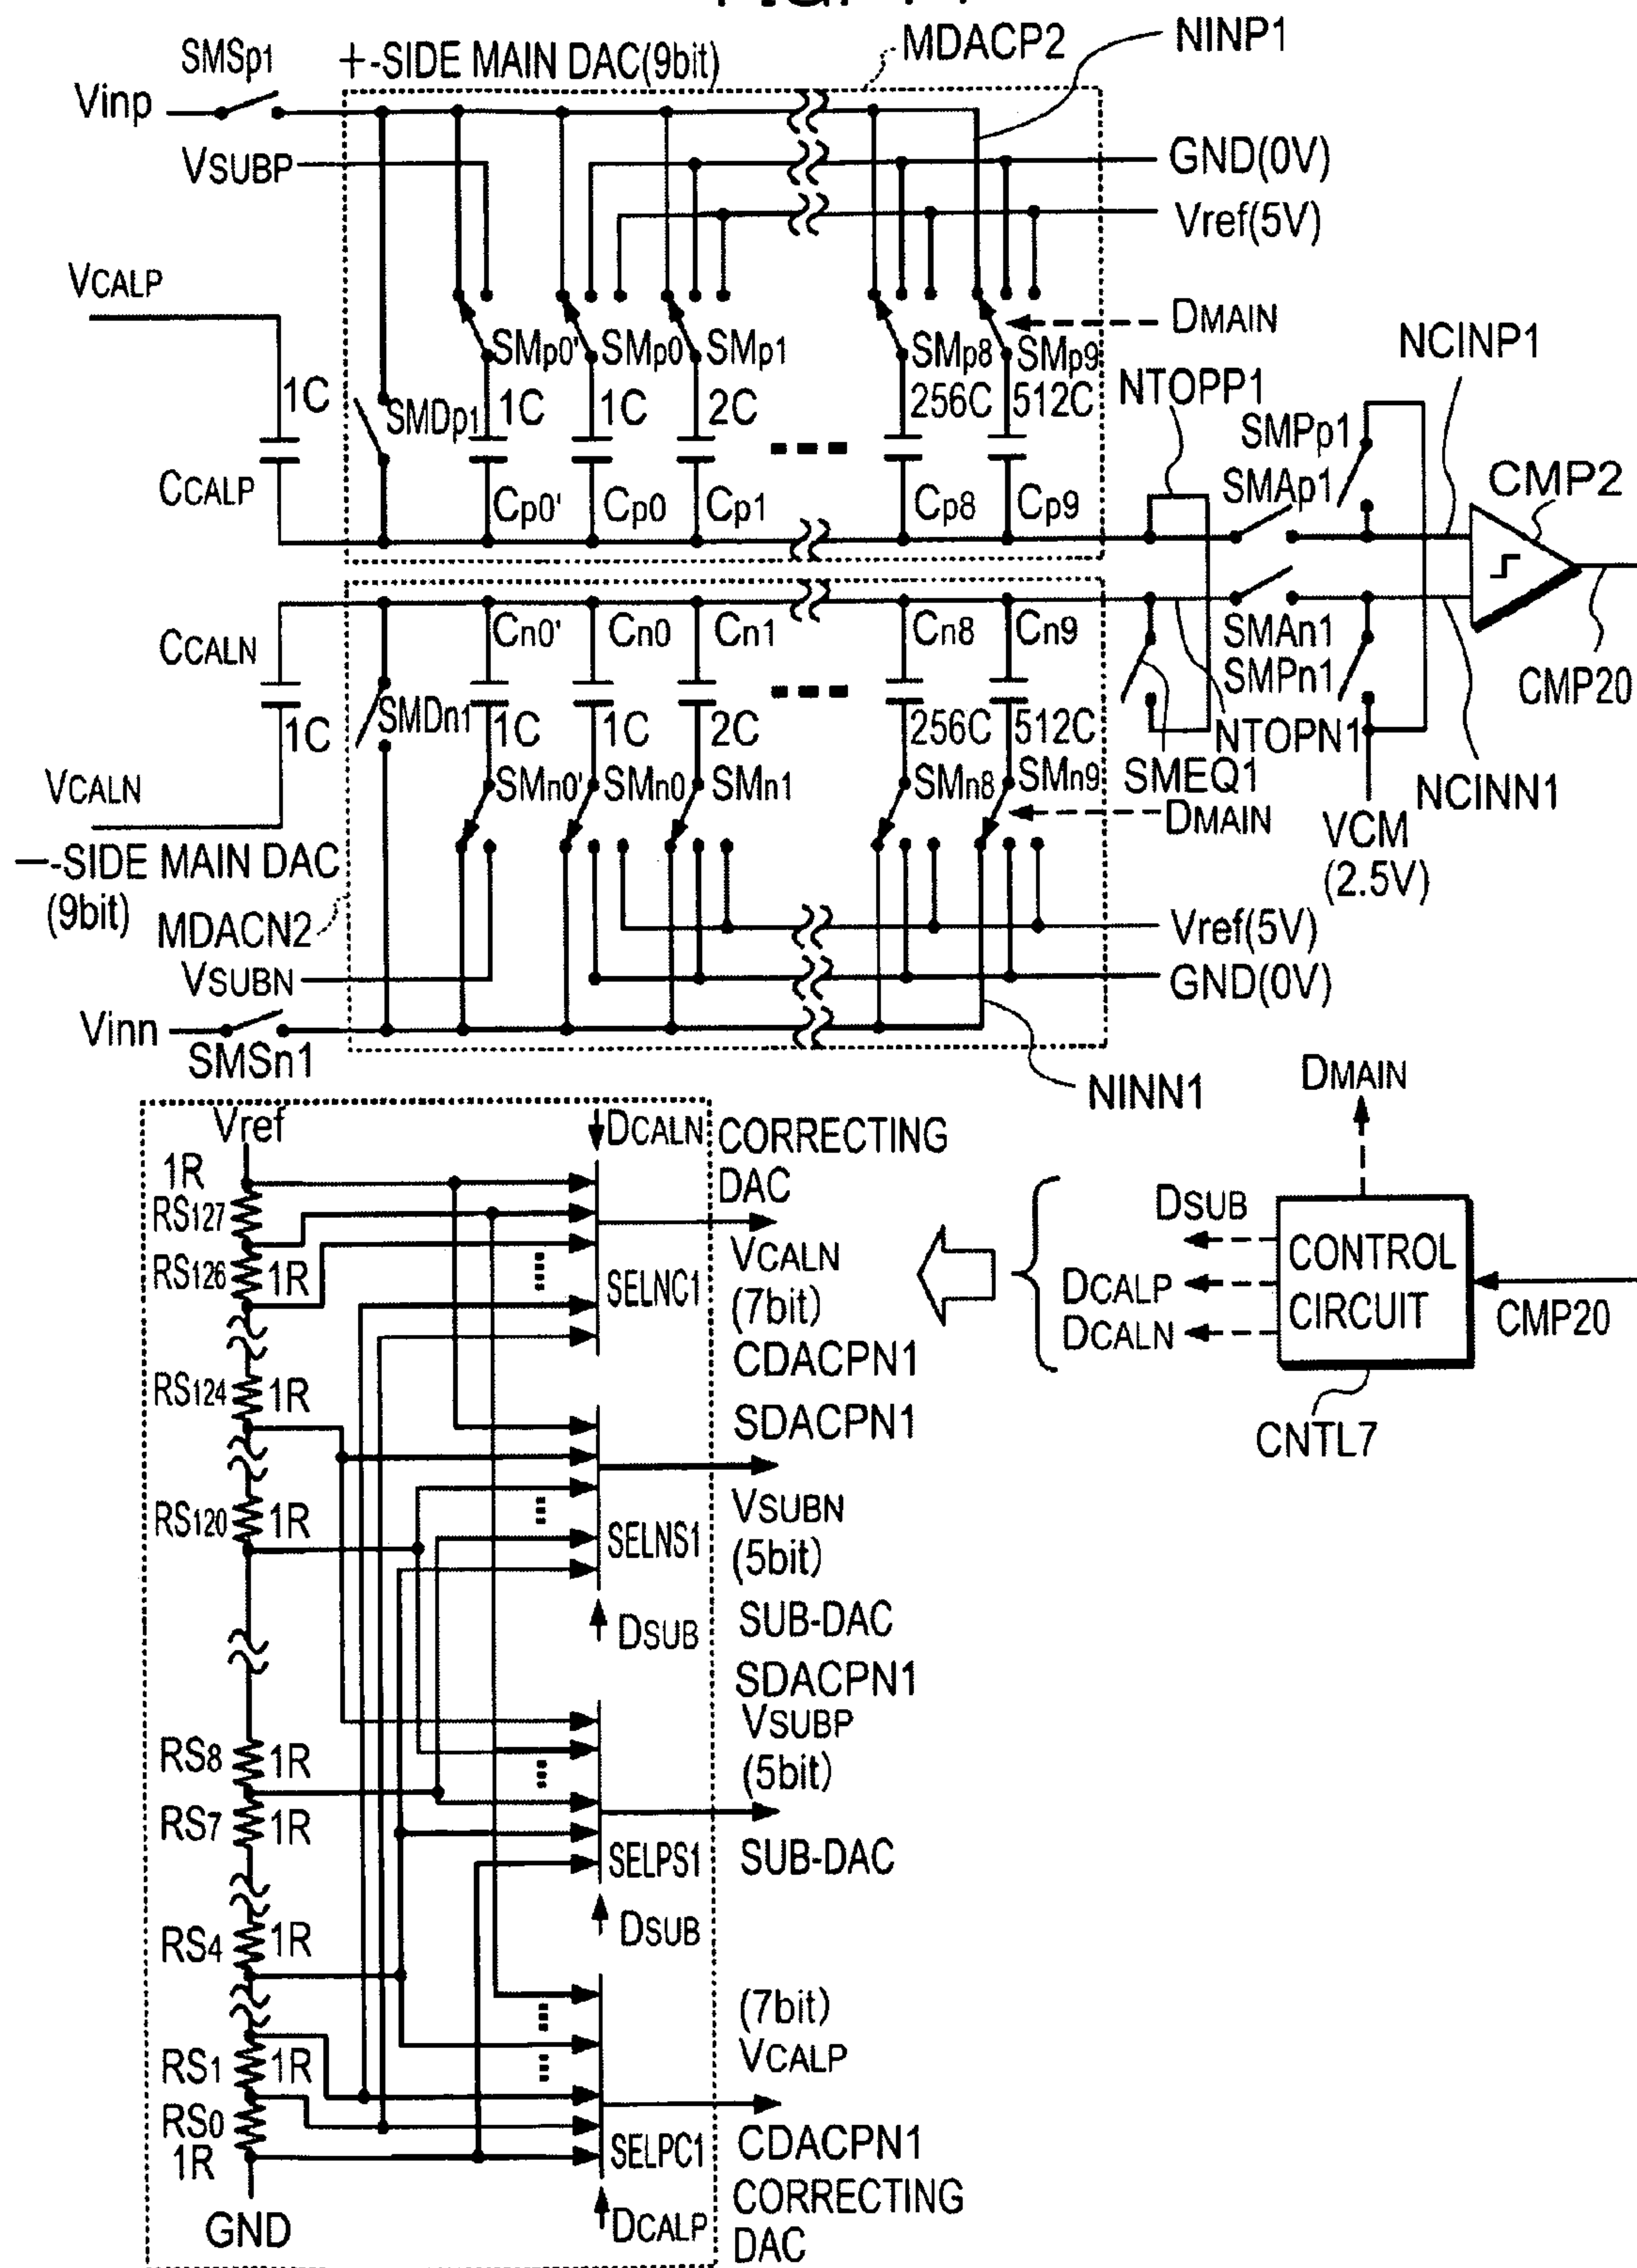 SMSp1
+-SIDE MAIN DAC(9bit)
MDACP2
NINP1
Vinp
VSUBP
GND(0V)
Vref(5V)
VCALP
DMAIN
SMp0'
SMp0
SMp1
SMp8
SMp9
NCINP1
1C
SMDp1
1C
1C
2C
256C
512C
NTOPP1
SMPp1
SMAp1
CMP2
CCALP
Cp0'
Cp0
Cp1
Cp8
Cp9
CCALN
Cn0'
Cn0
Cn1
Cn8
Cn9
SMAn1
SMPn1
CMP20
1C
SMDn1
1C
1C
2C
256C
512C
NTOPN1
SMEQ1
NCINN1
VCALN
SMn0'
SMn0
SMn1
SMn8
SMn9
DMAIN
VCM
(2.5V)
—-SIDE MAIN DAC
(9bit)
MDACN2
Vref(5V)
VSUBN
GND(0V)
Vinn
SMSn1
NINN1
DMAIN
Vref
DCALN
CORRECTING
DAC
1R
RS127
RS126
1R
SELNC1
VCALN
(7bit)
CDACPN1
DSUB
DCALP
DCALN
CONTROL
CIRCUIT
CMP20
CNTL7
RS124
1R
SDACPN1
RS120
1R
SELNS1
VSUBN
(5bit)
DSUB
SUB-DAC
SDACPN1
VSUBP
(5bit)
RS8
1R
RS7
1R
SELPS1
SUB-DAC
DSUB
RS4
1R
(7bit)
VCALP
RS1
1R
RS0
1R
SELPC1
CDACPN1
CORRECTING
DAC
GND
DCALP